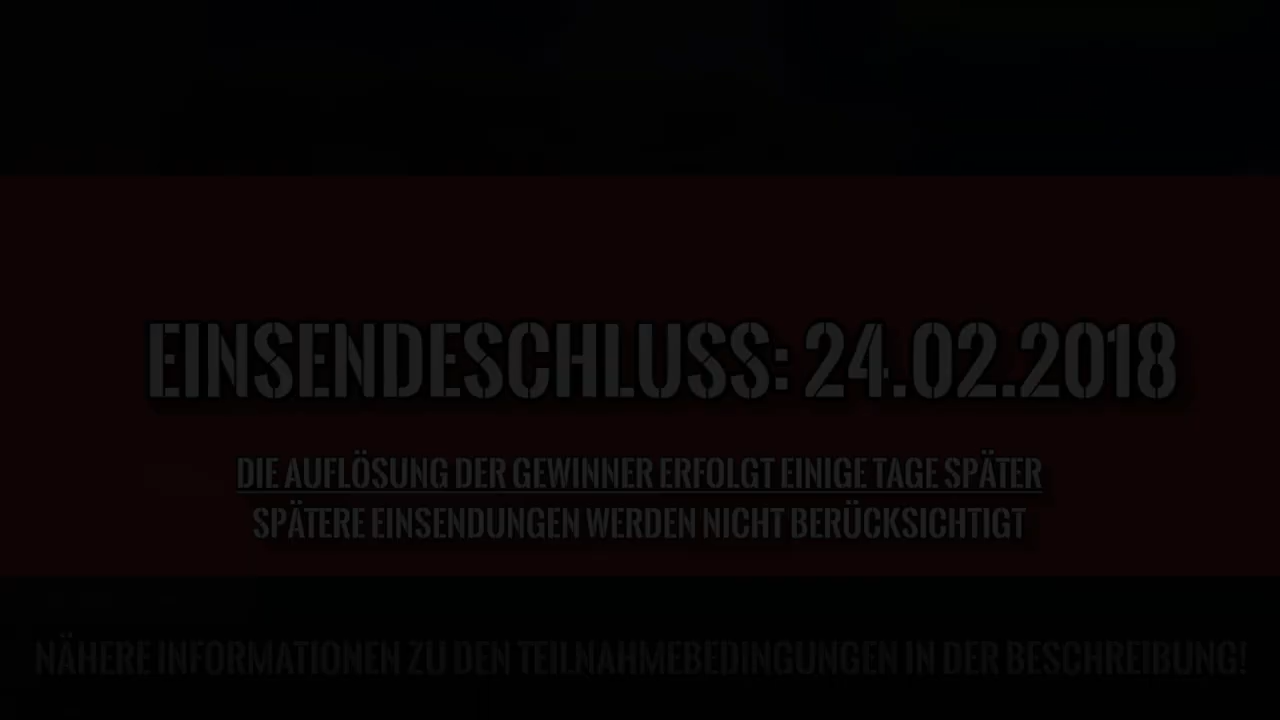 EINSENDESCHLUSS: 24.02.2018
DIE AUFLÖSUNG DER GEWINNER ERFOLGT EINIGE TAGE SPÄTER
SPÄTERE EINSENDUNGEN WERDEN NICHT BERÜCKSICHTIGT
NÄHERE INFORMATIONEN ZU DEN TEILNAHMEBEDINGUNGEN IN DER BESCHREIBUNG!